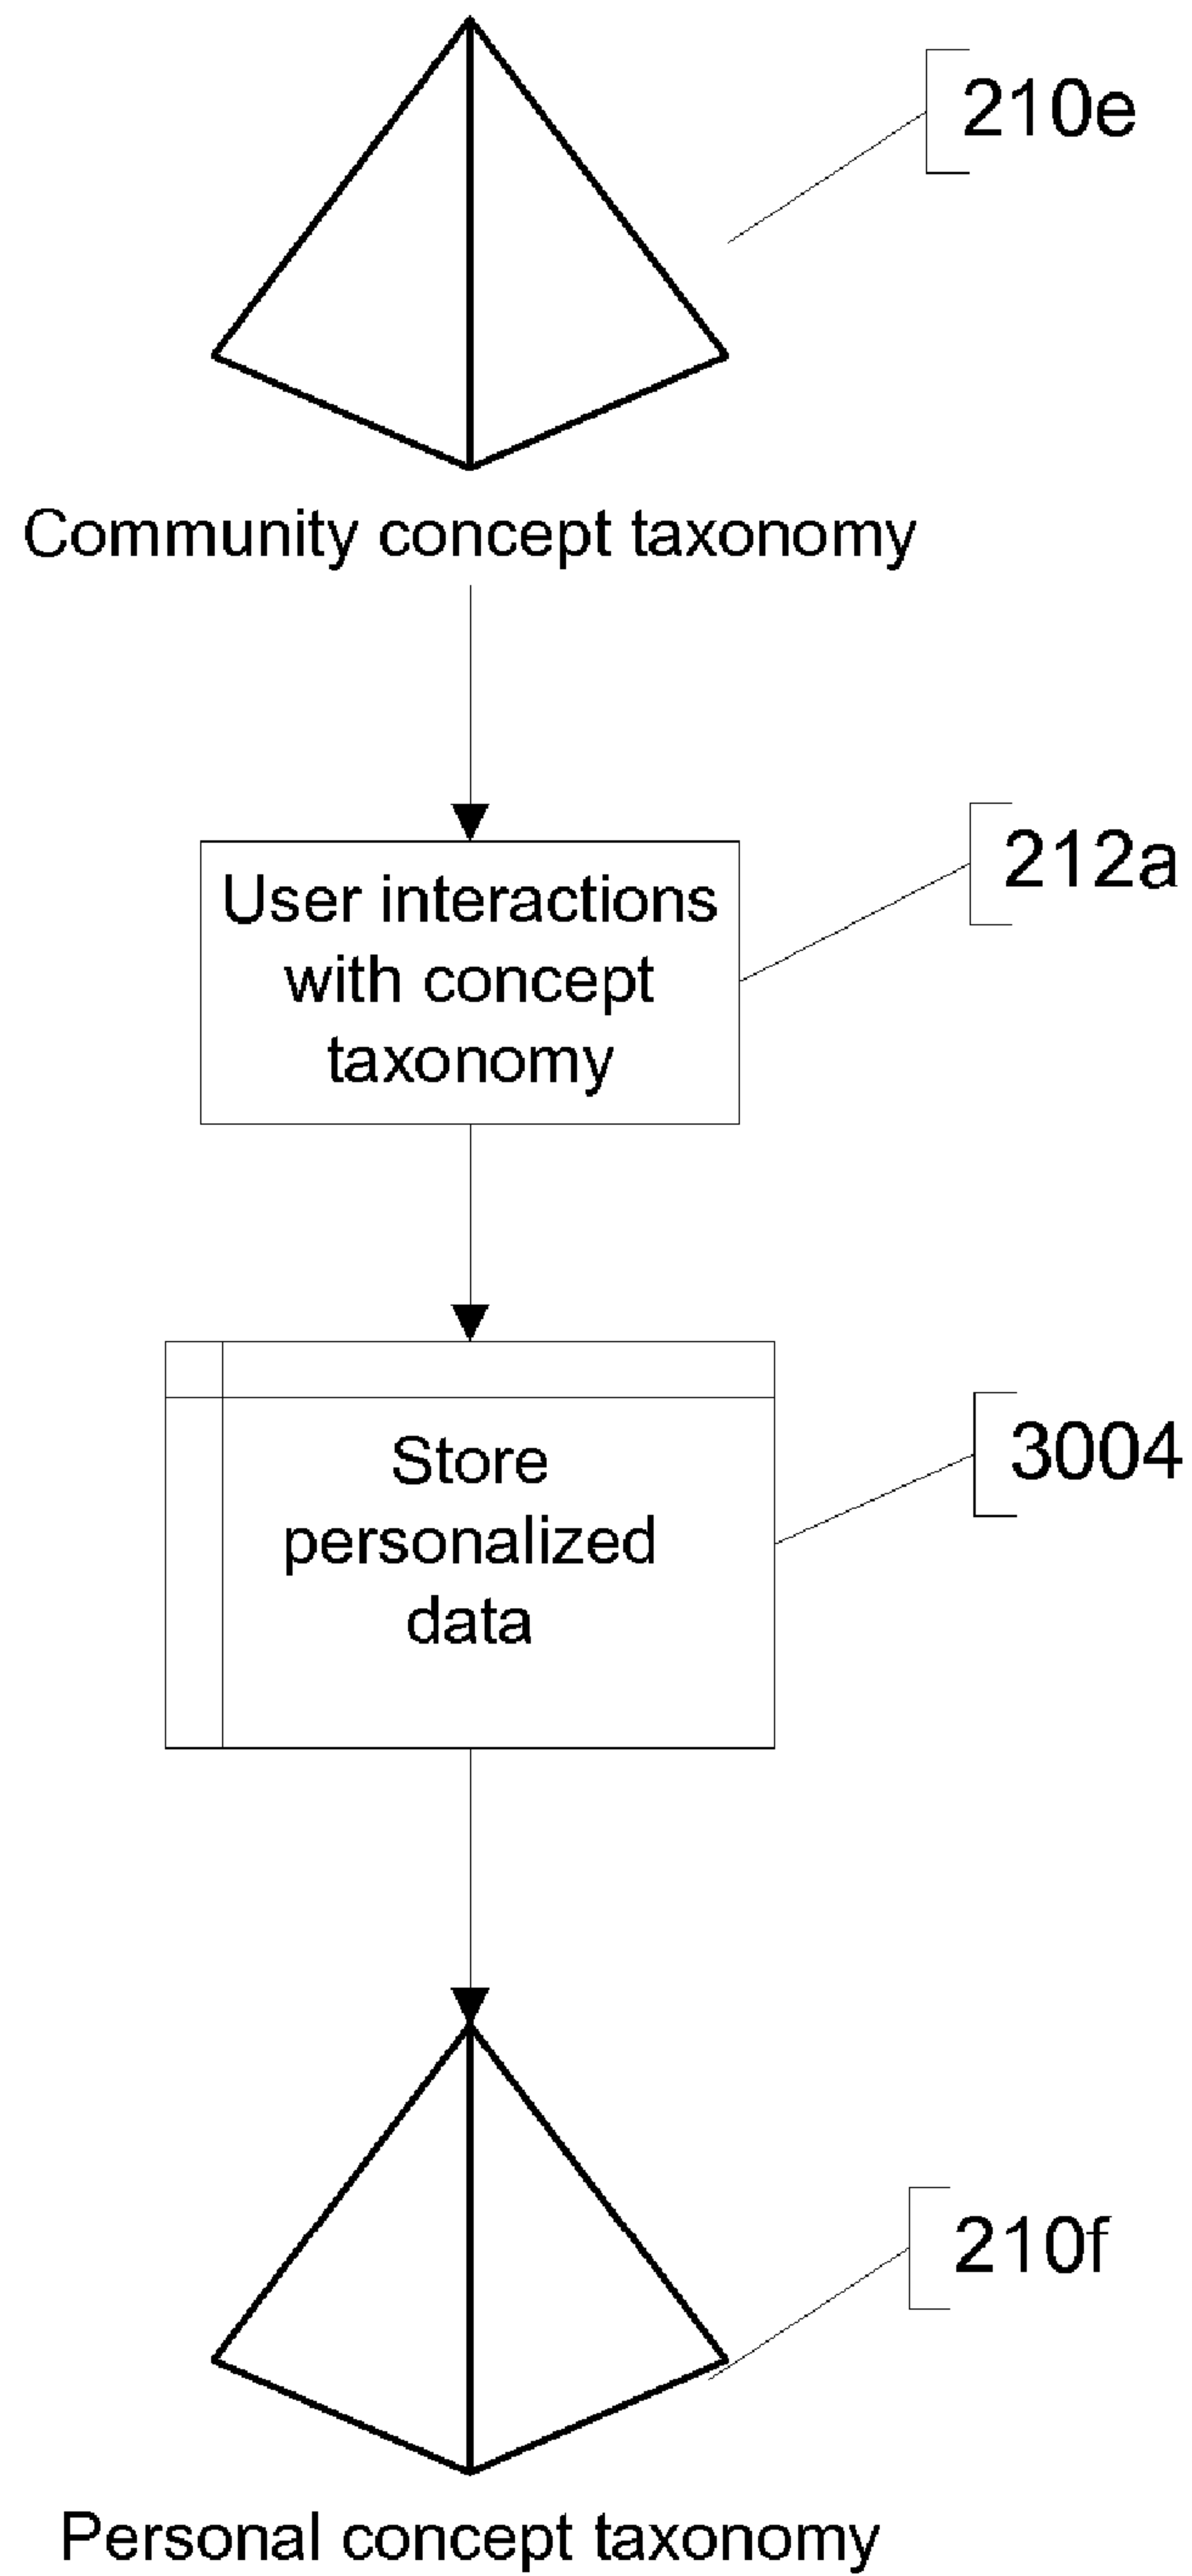 210e
Community concept taxonomy
212a
User interactions
with concept
taxonomy
3004
Store
personalized
data
210f
Personal concept taxonomy